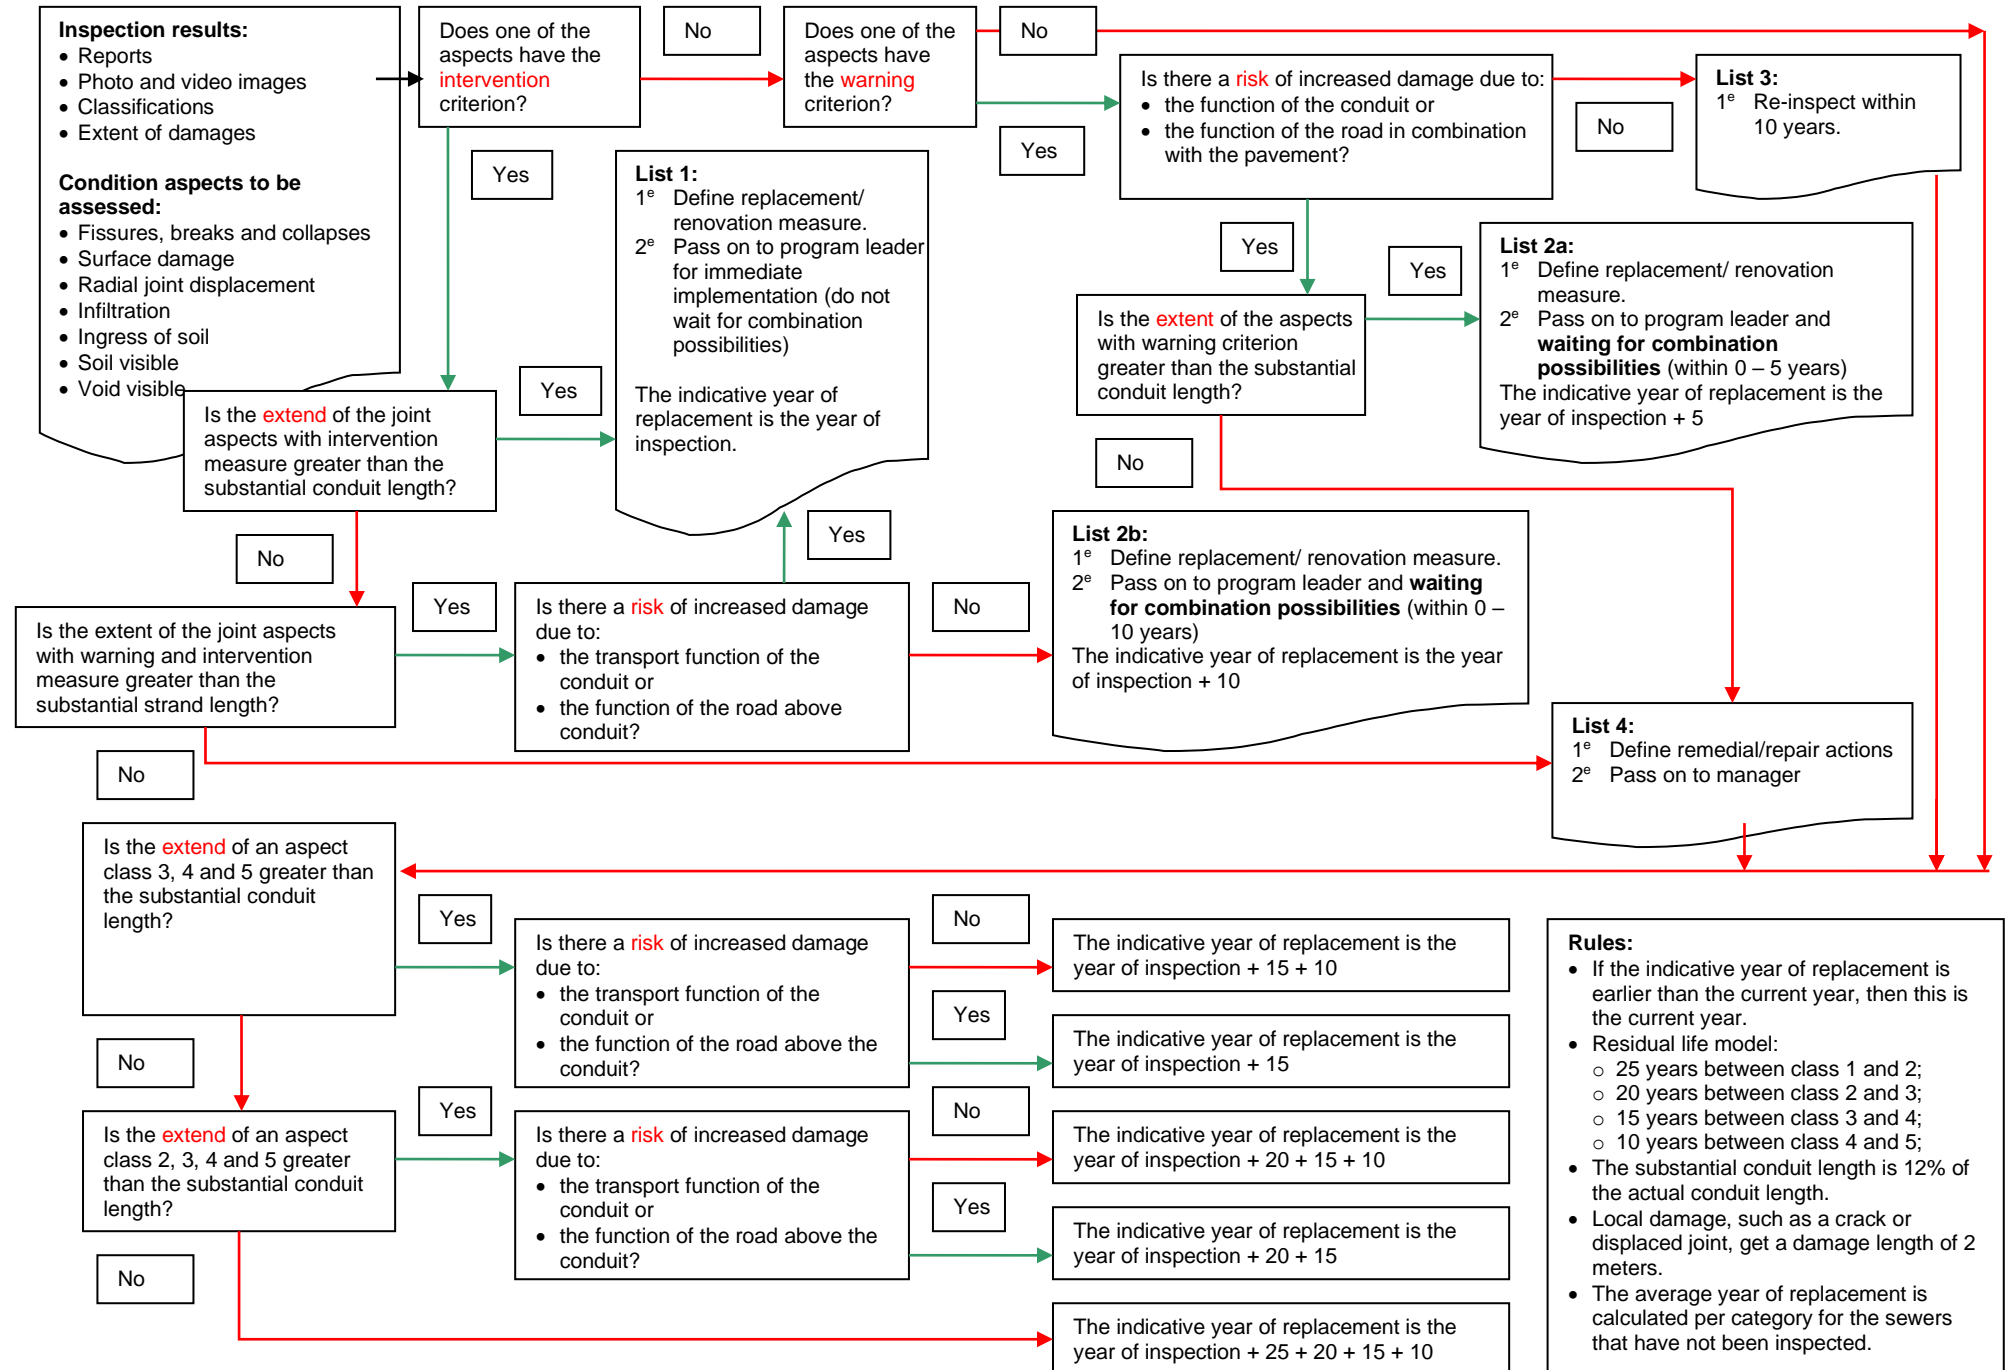 Inspection results:
• Reports
• Photo and video images
• Classifications
• Extent of damages
Condition aspects to be
assessed:
• Fissures, breaks and collapses
• Surface damage
• Radial joint displacement
• Infiltration
• Ingress of soil
• Soil visible
• Void visible
Does one of the
aspects have the
intervention
criterion?
No
Does one of the
aspects have
the warning
criterion?
No
Yes
Yes
Is there a risk of increased damage due to:
• the function of the conduit or
• the function of the road in combination
with the pavement?
No
List 3:
1e Re-inspect within
10 years.
List 1:
1e Define replacement/
renovation measure.
2e Pass on to program leader
for immediate
implementation (do not
wait for combination
possibilities)
The indicative year of
replacement is the year of
inspection.
Yes
Yes
List 2a:
1e Define replacement/ renovation
measure.
2e Pass on to program leader and
waiting for combination
possibilities (within 0 – 5 years)
The indicative year of replacement is the
year of inspection + 5
Is the extent of the aspects
with warning criterion
greater than the substantial
conduit length?
No
Is the extend of the joint
aspects with intervention
measure greater than the
substantial conduit length?
Yes
No
Yes
Is the extent of the joint aspects
with warning and intervention
measure greater than the
substantial strand length?
Yes
Is there a risk of increased damage
due to:
• the transport function of the
conduit or
• the function of the road above
conduit?
No
List 2b:
1e Define replacement/ renovation measure.
2e Pass on to program leader and waiting
for combination possibilities (within 0 –
10 years)
The indicative year of replacement is the year
of inspection + 10
No
List 4:
1e Define remedial/repair actions
2e Pass on to manager
Is the extend of an aspect
class 3, 4 and 5 greater than
the substantial conduit
length?
Yes
Is there a risk of increased damage
due to:
• the transport function of the
conduit or
• the function of the road above the
conduit?
No
The indicative year of replacement is the
year of inspection + 15 + 10
Yes
The indicative year of replacement is the
year of inspection + 15
No
Is the extend of an aspect
class 2, 3, 4 and 5 greater
than the substantial conduit
length?
Yes
Is there a risk of increased damage
due to:
• the transport function of the
conduit or
• the function of the road above the
conduit?
No
The indicative year of replacement is the
year of inspection + 20 + 15 + 10
Yes
The indicative year of replacement is the
year of inspection + 20 + 15
No
The indicative year of replacement is the
year of inspection + 25 + 20 + 15 + 10
Rules:
• If the indicative year of replacement is
earlier than the current year, then this is
the current year.
• Residual life model:
○ 25 years between class 1 and 2;
○ 20 years between class 2 and 3;
○ 15 years between class 3 and 4;
○ 10 years between class 4 and 5;
• The substantial conduit length is 12% of
the actual conduit length.
• Local damage, such as a crack or
displaced joint, get a damage length of 2
meters.
• The average year of replacement is
calculated per category for the sewers
that have not been inspected.